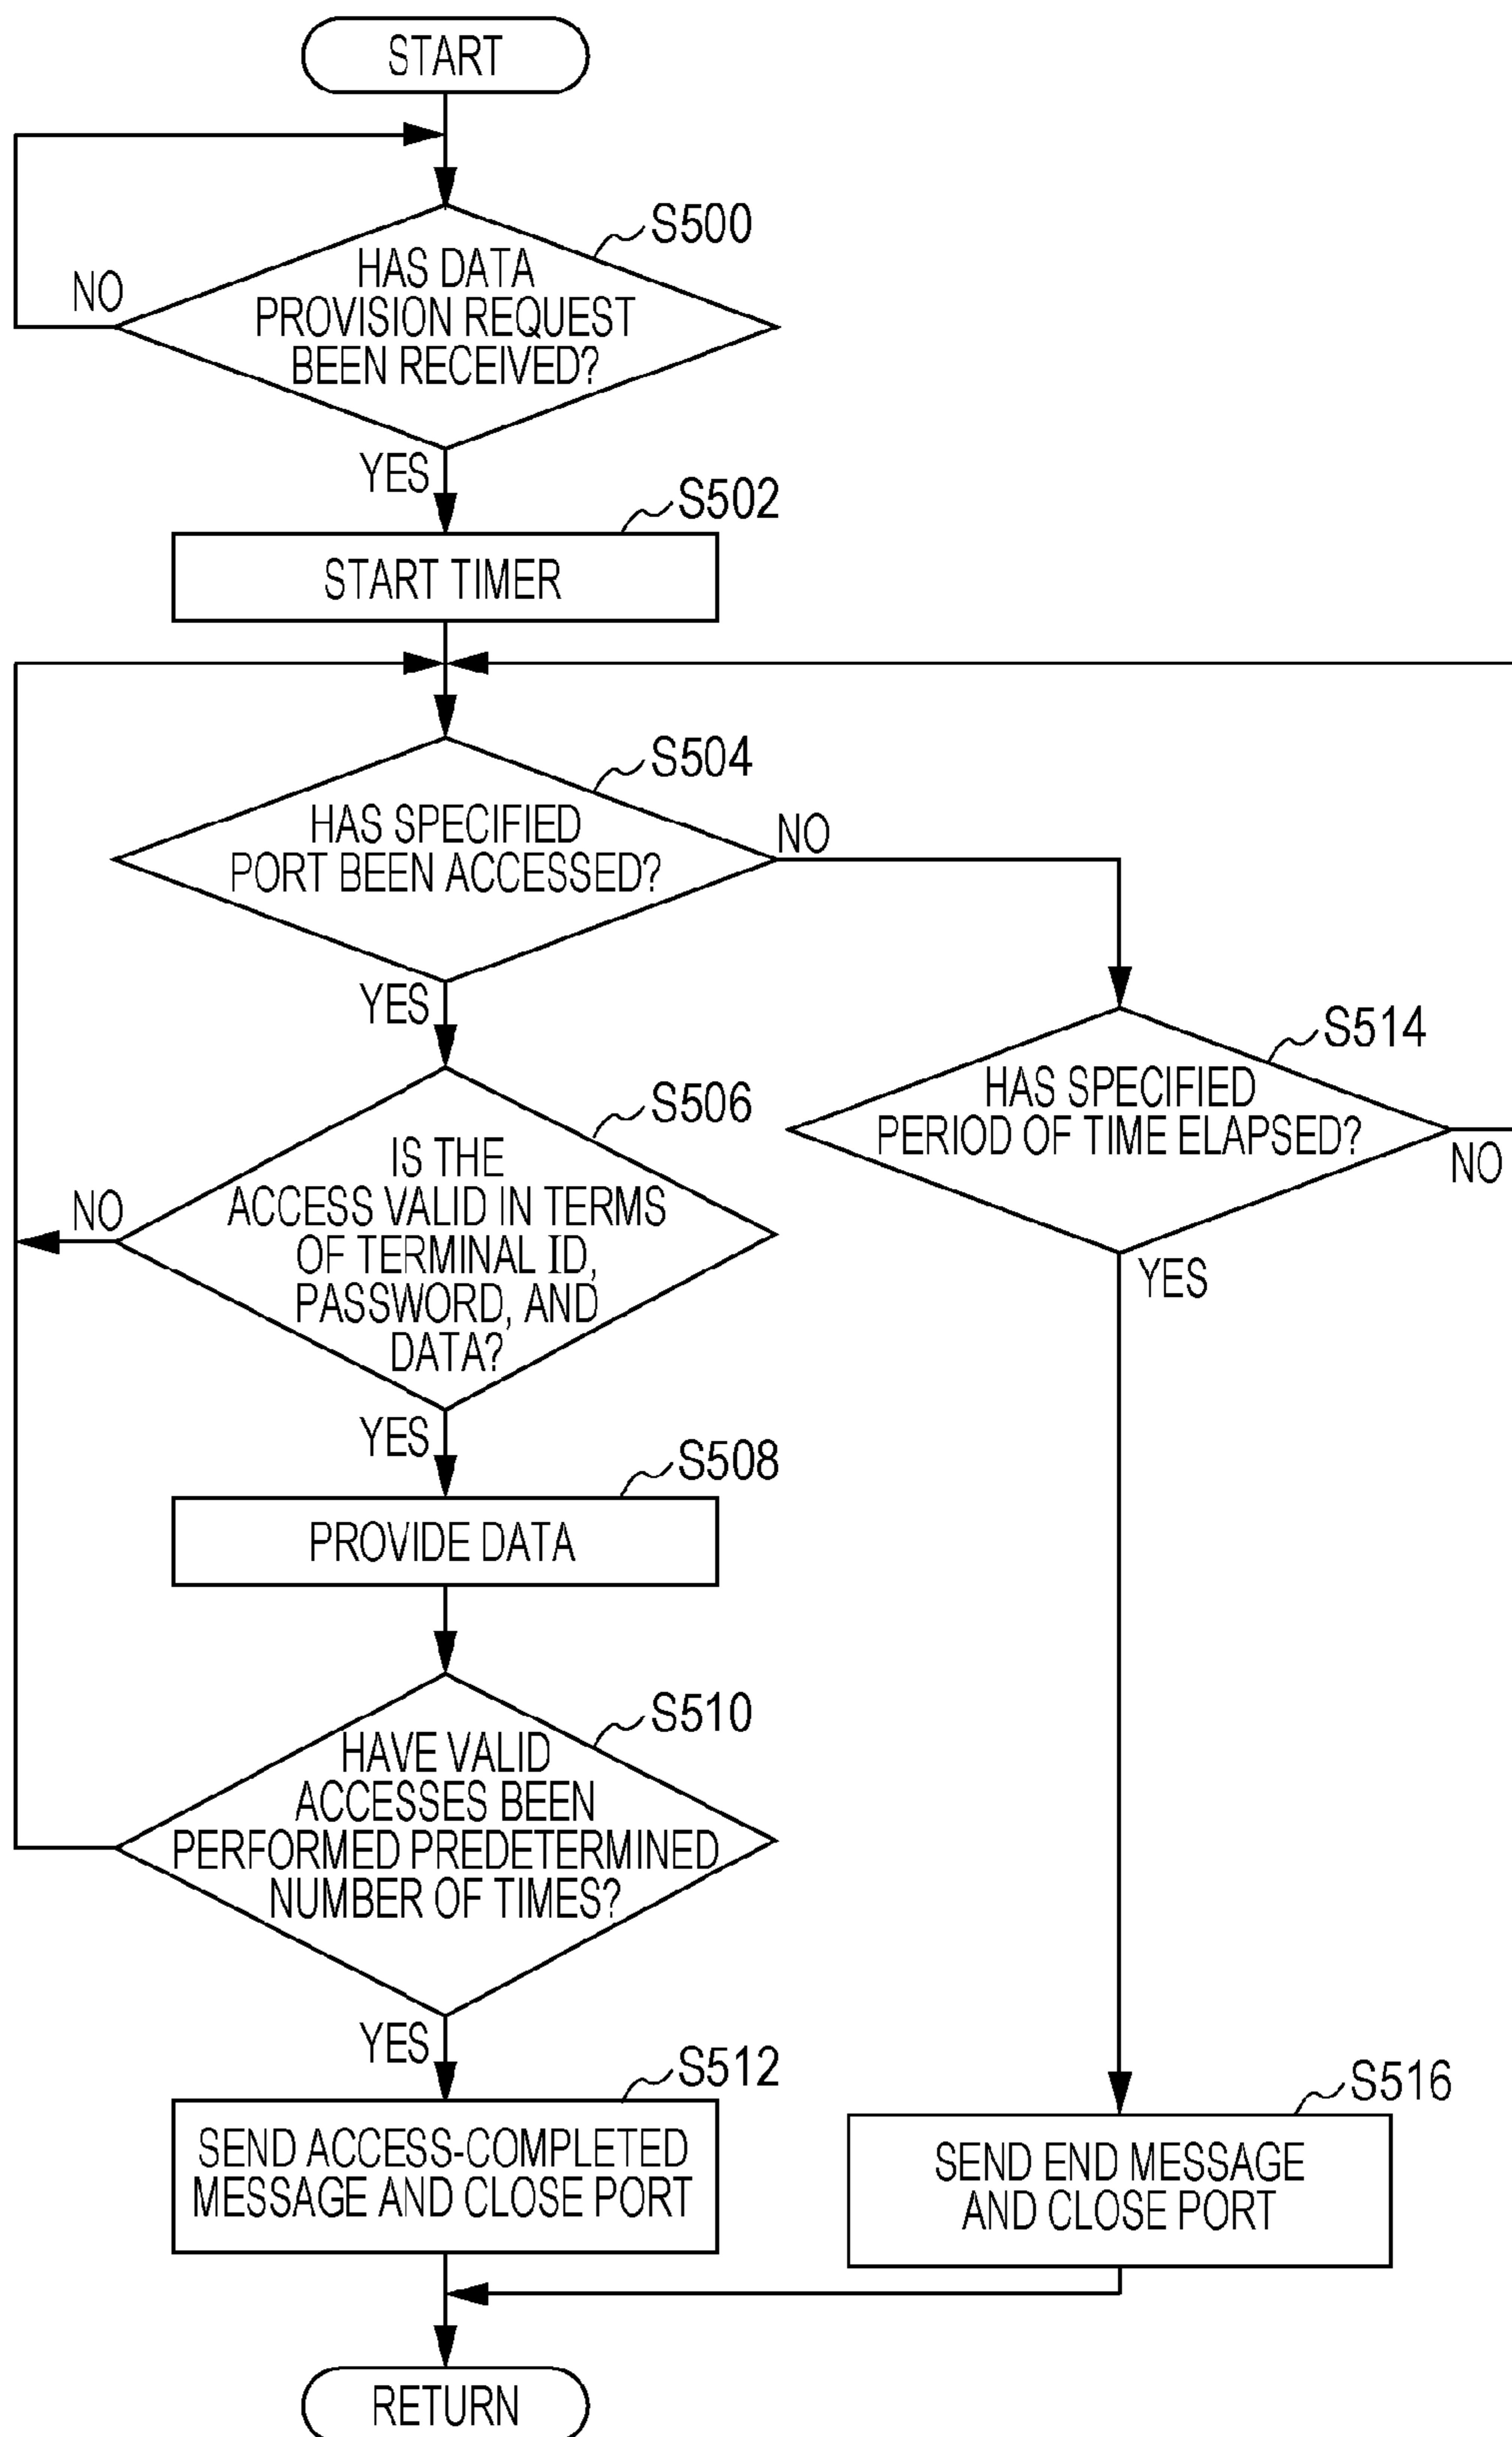 START
S500
HAS DATA
PROVISION REQUEST
BEEN RECEIVED?
NO
YES
S502
START TIMER
S504
HAS SPECIFIED
PORT BEEN ACCESSED?
NO
YES
S514
HAS SPECIFIED
PERIOD OF TIME ELAPSED?
NO
YES
S506
IS THE
ACCESS VALID IN TERMS
OF TERMINAL ID,
PASSWORD, AND
DATA?
NO
YES
S508
PROVIDE DATA
S510
HAVE VALID
ACCESSES BEEN
PERFORMED PREDETERMINED
NUMBER OF TIMES?
YES
S512
SEND ACCESS-COMPLETED
MESSAGE AND CLOSE PORT
S516
SEND END MESSAGE
AND CLOSE PORT
RETURN